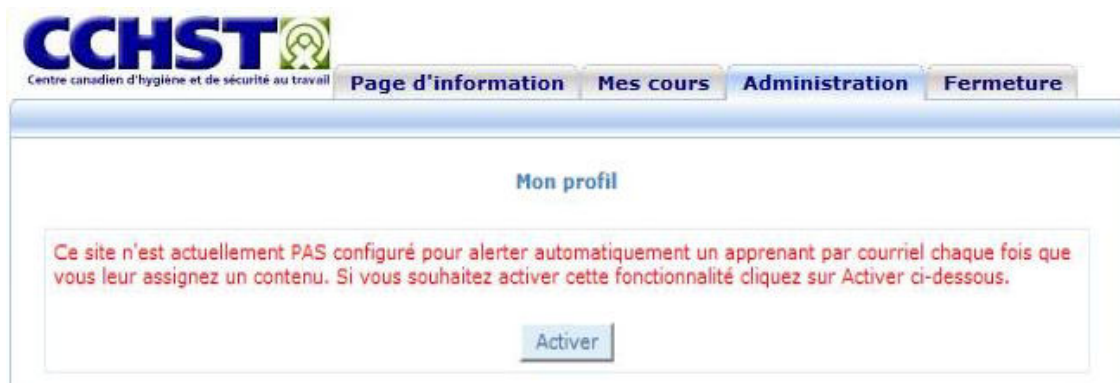 CCHST
Centre canadien d'hygiène et de sécurité au travail
Page d'information Mes cours Administration Fermeture
Mon profil
Ce site n'est actuellement PAS configuré pour alerter automatiquement un apprenant par courriel chaque fois que
vous leur assignez un contenu. Si vous souhaitez activer cette fonctionnalité cliquez sur Activer ci-dessous.
Activer